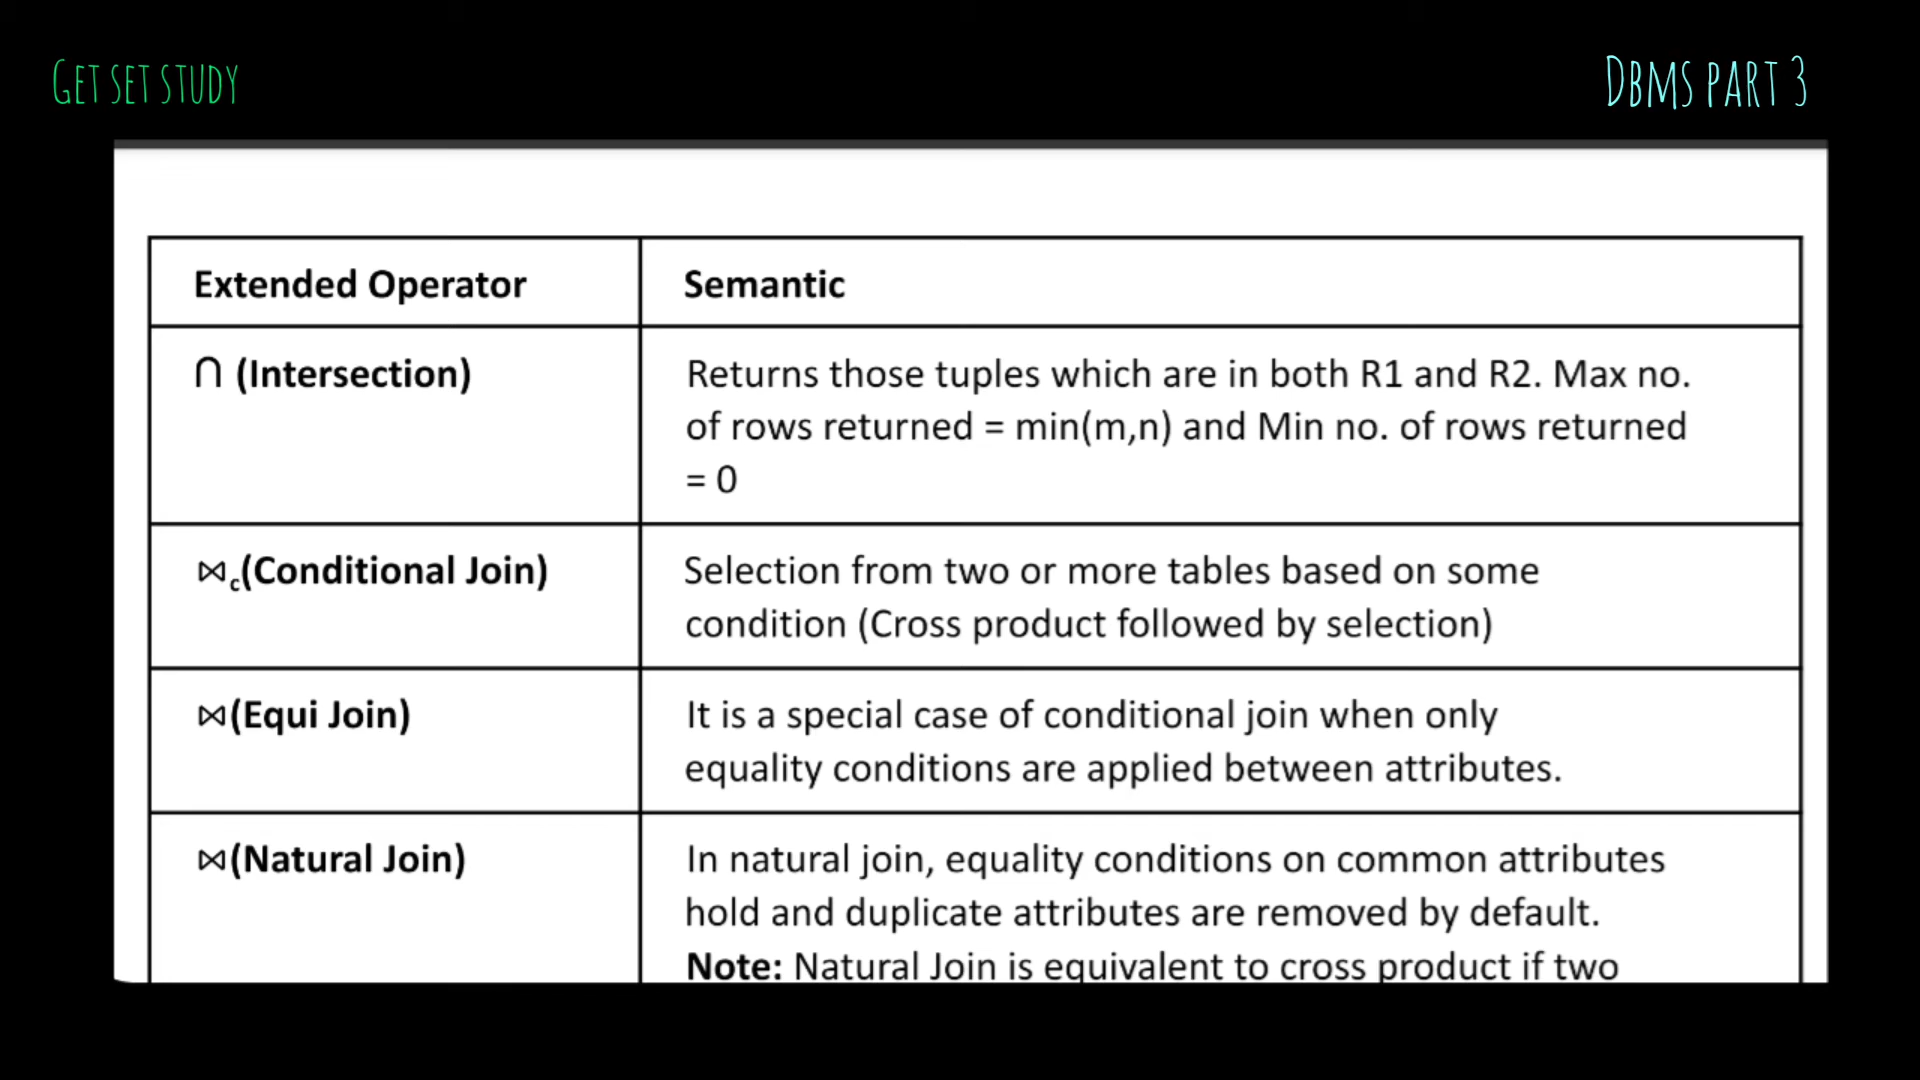 GET SET STUDY
DBMS PART 3
Extended Operator
Semantic
∩ (Intersection)
Returns those tuples which are in both R1 and R2. Max no.
of rows returned = min(m,n) and Min no. of rows returned
= 0
⋈c(Conditional Join)
Selection from two or more tables based on some
condition (Cross product followed by selection)
⋈(Equi Join)
It is a special case of conditional join when only
equality conditions are applied between attributes.
⋈(Natural Join)
In natural join, equality conditions on common attributes
hold and duplicate attributes are removed by default.
Note: Natural Join is equivalent to cross product if two